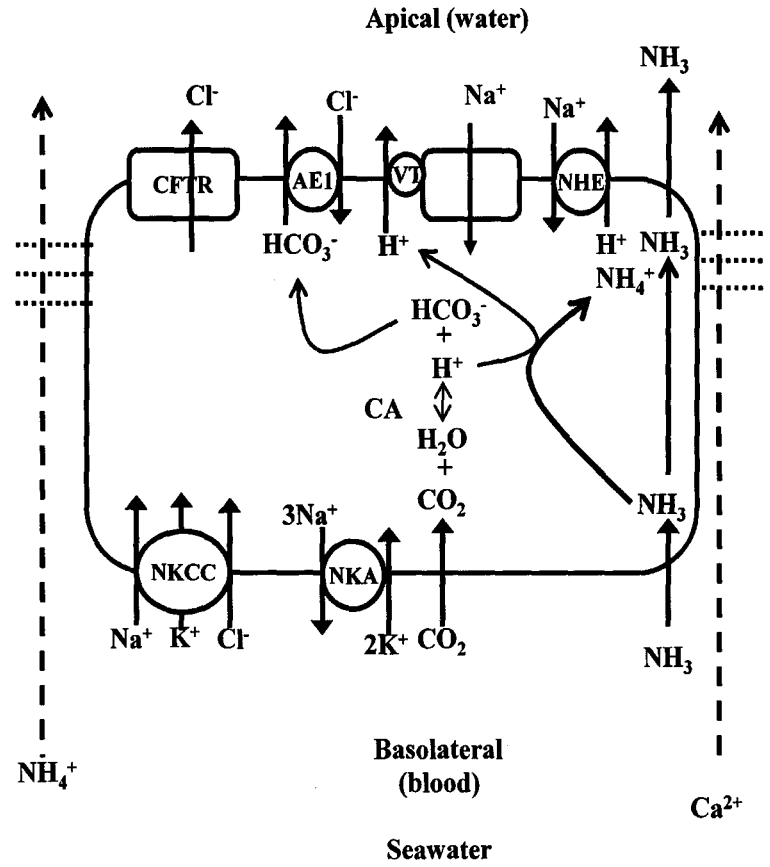 Apical (water)
NH₃
Cl⁻
Cl⁻
Na⁺
Na⁺
CFTR
AE1
VT
NHE
HCO₃⁻
H⁺
H⁺
NH₃
NH₄⁺
HCO₃⁻
+
H⁺
CA
H₂O
+
CO₂
NH₃
3Na⁺
NKCC
NKA
Na⁺
K⁺
Cl⁻
2K⁺
CO₂
NH₃
Basolateral
(blood)
NH₄⁺
Ca²⁺
Seawater